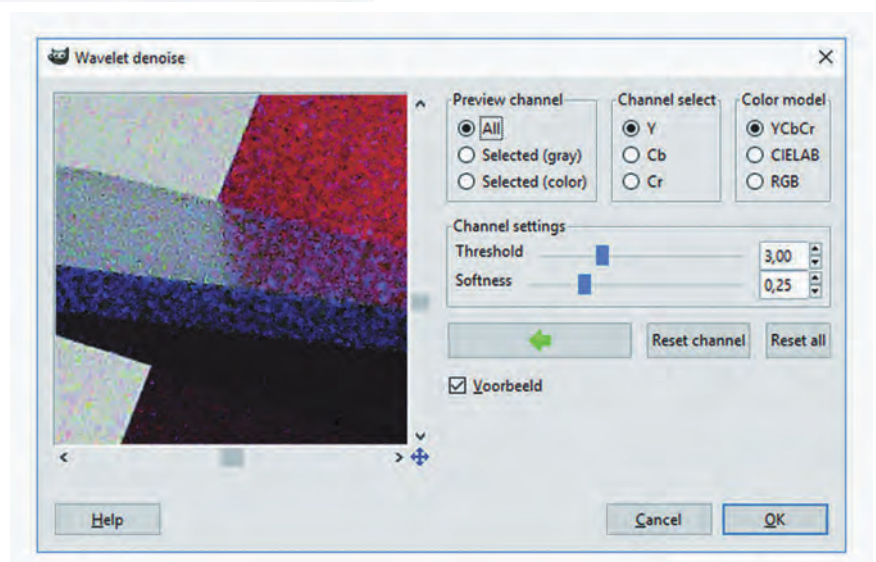 Wavelet denoise
Preview channel
All
Selected (gray)
Selected (color)
Channel select
Y
Cb
Cr
Color model
YCbCr
CIELAB
RGB
Channel settings
Threshold 3,00
Softness 0,25
Reset channel Reset all
Voorbeeld
Help Cancel OK